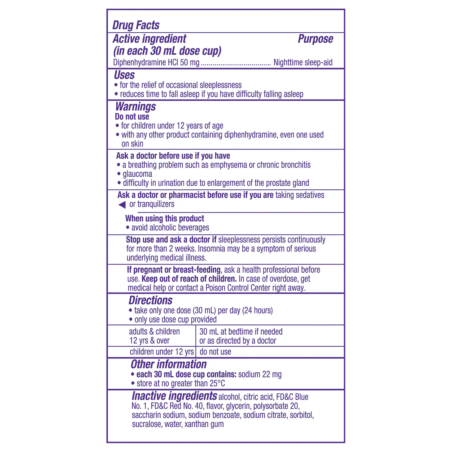 Drug Facts
Active ingredient Purpose
(in each 30 mL dose cup)
Diphenhydramine HCl 50 mg................................... Nighttime sleep-aid
Uses
• for the relief of occasional sleeplessness
• reduces time to fall asleep if you have difficulty falling asleep
Warnings
Do not use
• for children under 12 years of age
• with any other product containing diphenhydramine, even one used
on skin
Ask a doctor before use if you have
• a breathing problem such as emphysema or chronic bronchitis
• glaucoma
• difficulty in urination due to enlargement of the prostate gland
Ask a doctor or pharmacist before use if you are taking sedatives
◀ or tranquilizers
When using this product
• avoid alcoholic beverages
Stop use and ask a doctor if sleeplessness persists continuously
for more than 2 weeks. Insomnia may be a symptom of serious
underlying medical illness.
If pregnant or breast-feeding, ask a health professional before
use. Keep out of reach of children. In case of overdose, get
medical help or contact a Poison Control Center right away.
Directions
• take only one dose (30 mL) per day (24 hours)
• only use dose cup provided
adults & children 30 mL at bedtime if needed
12 yrs & over or as directed by a doctor
children under 12 yrs do not use
Other information
• each 30 mL dose cup contains: sodium 22 mg
• store at no greater than 25°C
Inactive ingredients alcohol, citric acid, FD&C Blue
No. 1, FD&C Red No. 40, flavor, glycerin, polysorbate 20,
saccharin sodium, sodium benzoate, sodium citrate, sorbitol,
sucralose, water, xanthan gum